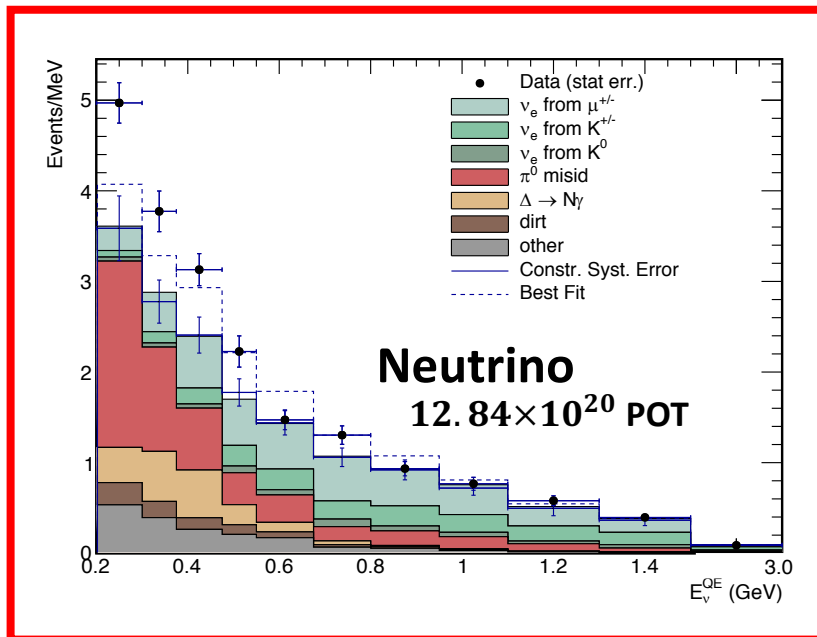 Events/MeV
5
4
3
2
1
0
Data (stat err.)
νe from μ+/-
νe from K+/-
νe from K0
π0 misid
Δ → Nγ
dirt
other
Constr. Syst. Error
Best Fit
Neutrino
12.84×10²⁰ POT
0.2 0.4 0.6 0.8 1 1.2 1.4 3.0
EνQE (GeV)